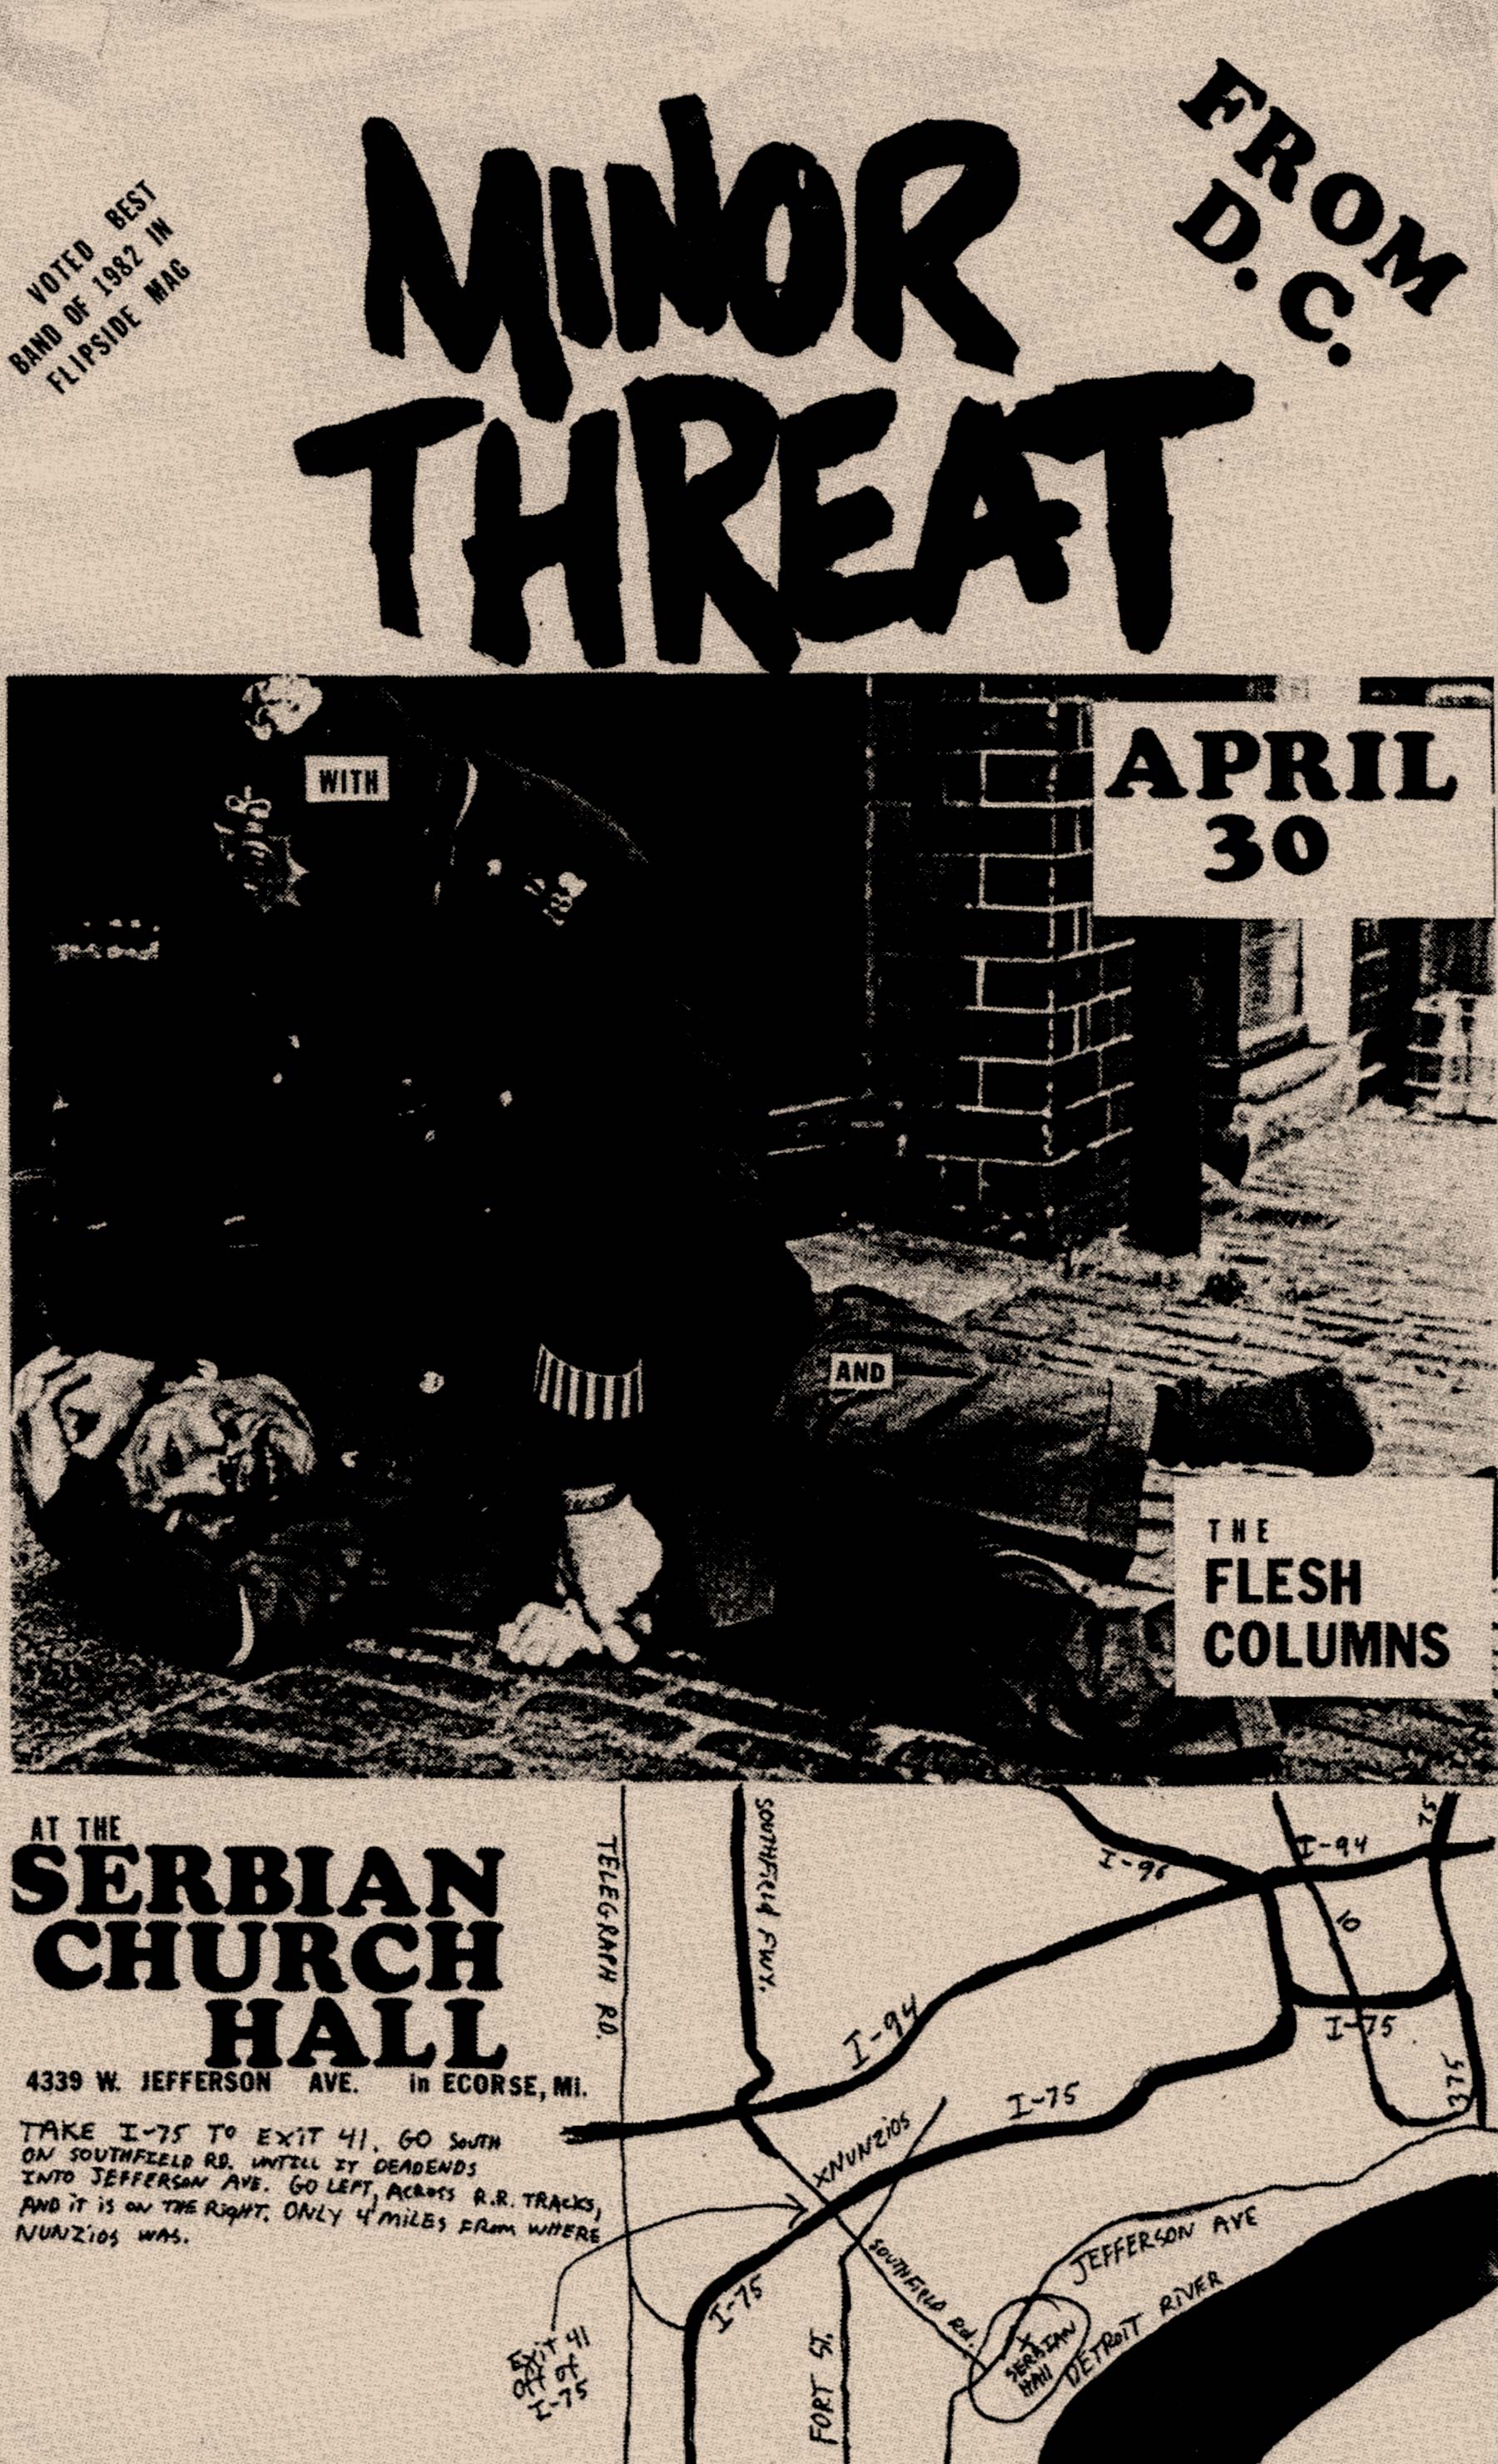 MINOR
THREAT
FROM
D.C.
VOTED BEST
BAND OF 1982 IN
FLIPSIDE MAG
WITH
APRIL
30
AND
THE
FLESH
COLUMNS
AT THE
SERBIAN
CHURCH
HALL
4339 W. JEFFERSON AVE. in ECORSE, MI.
TAKE I-75 TO EXIT 41. GO SOUTH
ON SOUTHFIELD RD. UNTILL IT DEADENDS
INTO JEFFERSON AVE. GO LEFT, ACROSS R.R. TRACKS,
AND IT IS ON THE RIGHT. ONLY 4 MILES FROM WHERE
NUNZIOS WAS.
TELEGRAPH RD.
SOUTHFIELD FWY.
I-96
I-94
75
10
I-94
I-75
375
I-75
XNUNZIOS
SOUTHFIELD RD.
JEFFERSON AVE
DETROIT RIVER
I-75
FORT ST.
X
SERBIAN
HALL
EXIT 41
OFF OF
I-75